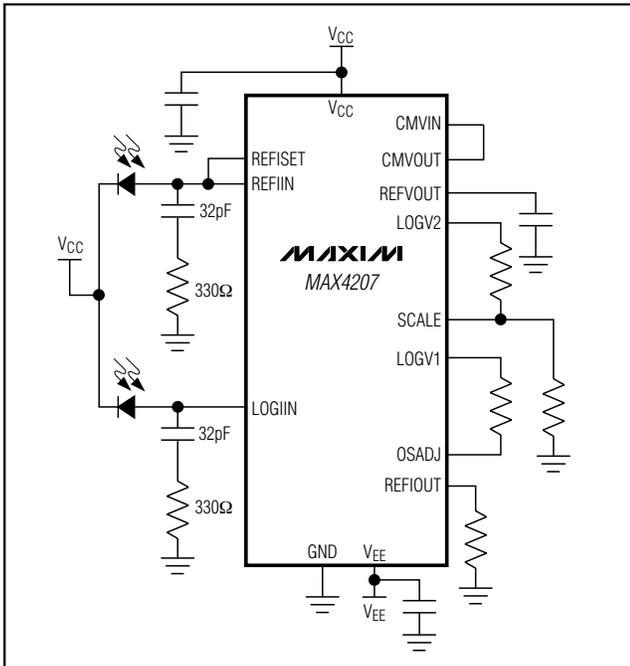 VCC
VCC
CMVIN
CMVOUT
REFISET
REFIIN
REFVOUT
32pF
LOGV2
VCC
MAXIM
MAX4207
330Ω
SCALE
LOGV1
LOGIIN
32pF
OSADJ
REFIOUT
330Ω
GND
VEE
VEE